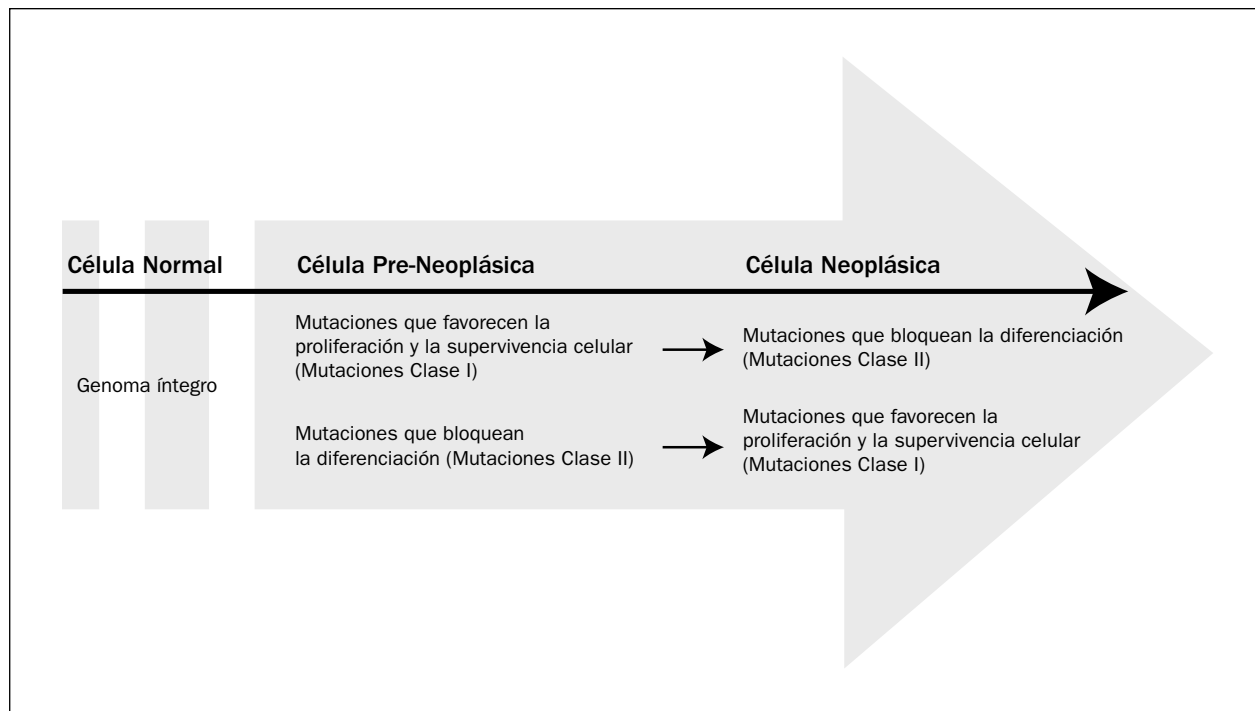 Célula Normal
Célula Pre-Neoplásica
Célula Neoplásica
Genoma íntegro
Mutaciones que favorecen la
proliferación y la supervivencia celular
(Mutaciones Clase I)
Mutaciones que bloquean la diferenciación
(Mutaciones Clase II)
Mutaciones que bloquean
la diferenciación (Mutaciones Clase II)
Mutaciones que favorecen la
proliferación y la supervivencia celular
(Mutaciones Clase I)